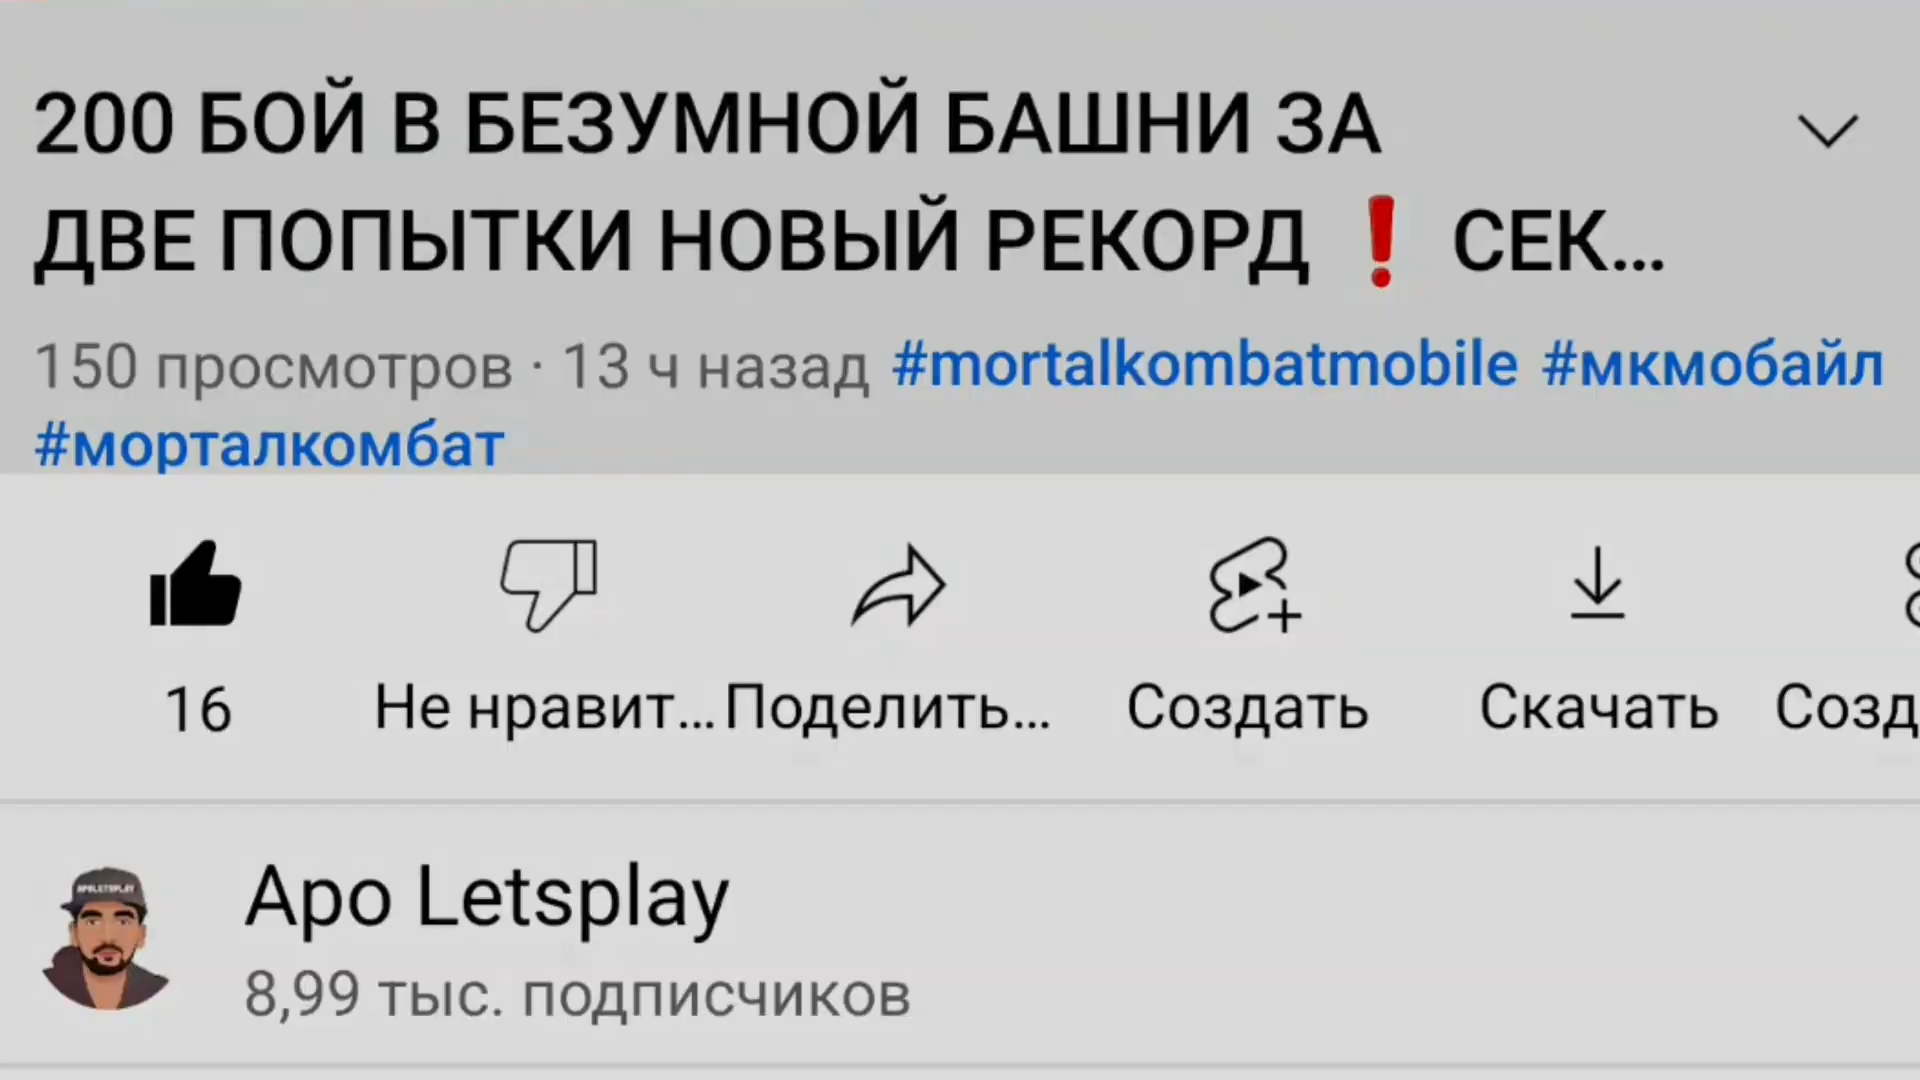 200 БОЙ В БЕЗУМНОЙ БАШНИ ЗА
ДВЕ ПОПЫТКИ НОВЫЙ РЕКОРД❗ СЕК...
150 просмотров · 13 ч назад #mortalkombatmobile #мкмобайл
#морталкомбат
16 Не нравит... Поделить... Создать Скачать Созд
APOLETSPLAY
Apo Letsplay
8,99 тыс. подписчиков